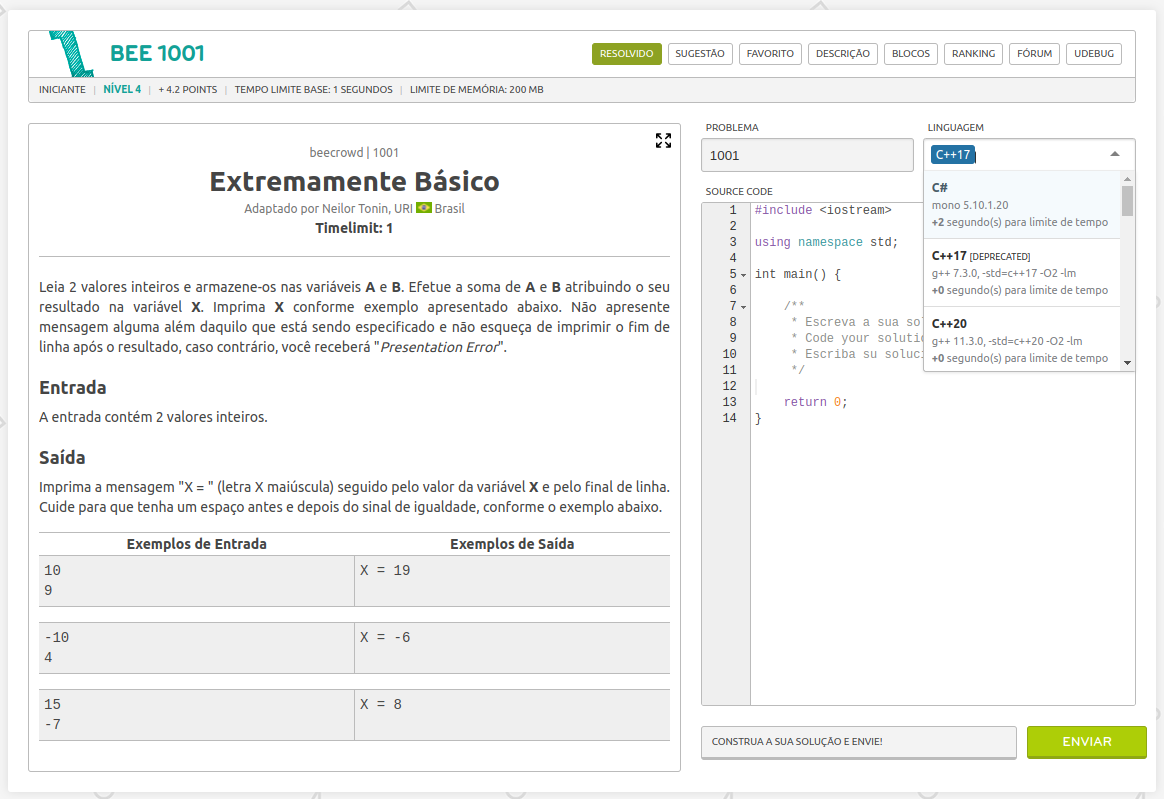 BEE 1001
RESOLVIDO SUGESTÃO FAVORITO DESCRIÇÃO BLOCOS RANKING FÓRUM UDEBUG
INICIANTE | NÍVEL 4 | + 4.2 POINTS | TEMPO LIMITE BASE: 1 SEGUNDOS | LIMITE DE MEMÓRIA: 200 MB
beecrowd | 1001
Extremamente Básico
Adaptado por Neilor Tonin, URI Brasil
Timelimit: 1
Leia 2 valores inteiros e armazene-os nas variáveis A e B. Efetue a soma de A e B atribuindo o seu
resultado na variável X. Imprima X conforme exemplo apresentado abaixo. Não apresente
mensagem alguma além daquilo que está sendo especificado e não esqueça de imprimir o fim de
linha após o resultado, caso contrário, você receberá "Presentation Error".
Entrada
A entrada contém 2 valores inteiros.
Saída
Imprima a mensagem "X = " (letra X maiúscula) seguido pelo valor da variável X e pelo final de linha.
Cuide para que tenha um espaço antes e depois do sinal de igualdade, conforme o exemplo abaixo.
Exemplos de Entrada Exemplos de Saída
10 X = 19
9
-10 X = -6
4
15 X = 8
-7
PROBLEMA
1001
LINGUAGEM
C++17
C#
mono 5.10.1.20
+2 segundo(s) para limite de tempo
C++17 [DEPRECATED]
g++ 7.3.0, -std=c++17 -O2 -lm
+0 segundo(s) para limite de tempo
C++20
g++ 11.3.0, -std=c++20 -O2 -lm
+0 segundo(s) para limite de tempo
SOURCE CODE
1 #include <iostream>
2
3 using namespace std;
4
5 int main() {
6
7 /**
8 * Escreva a sua so
9 * Code your soluti
10 * Escriba su soluci
11 */
12
13 return 0;
14 }
CONSTRUA A SUA SOLUÇÃO E ENVIE!
ENVIAR